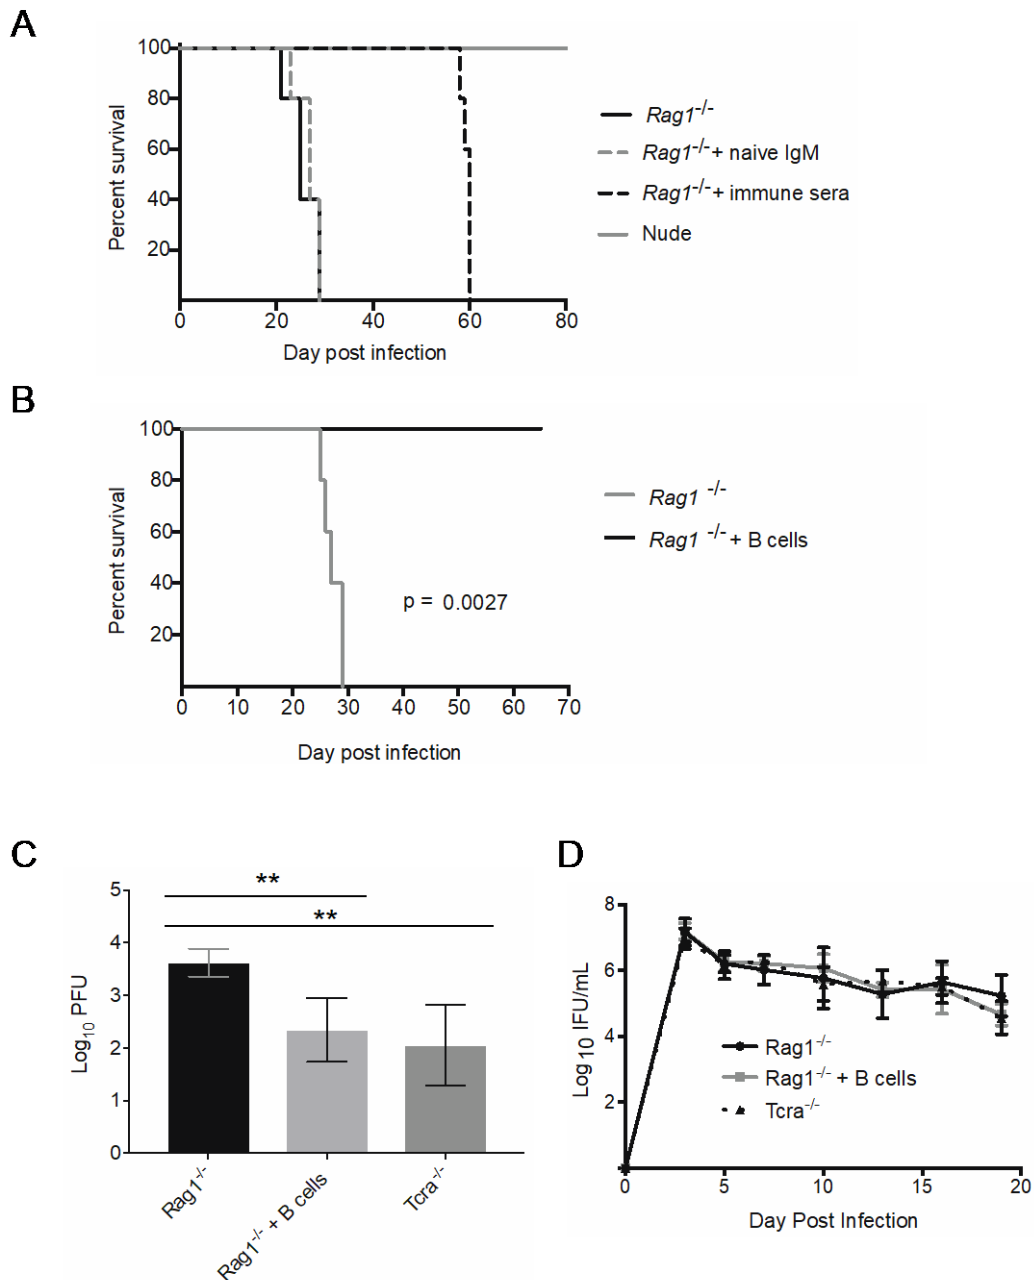 A
100
80
60
40
20
Percent survival
0 20 40 60 80
Day post infection
Rag1-/-
Rag1-/-+ naive IgM
Rag1-/-+ immune sera
Nude
B
100
80
60
40
20
Percent survival
p = 0.0027
0 10 20 30 40 50 60 70
Day post infection
Rag1 -/-
Rag1 -/- + B cells
C
**
**
5
4
3
2
1
0
Log10 PFU
Rag1-/-
Rag1-/- + B cells
Tcra-/-
D
8
6
4
2
Log10 IFU/mL
Rag1-/-
Rag1-/- + B cells
Tcra-/-
0 5 10 15 20
Day Post Infection